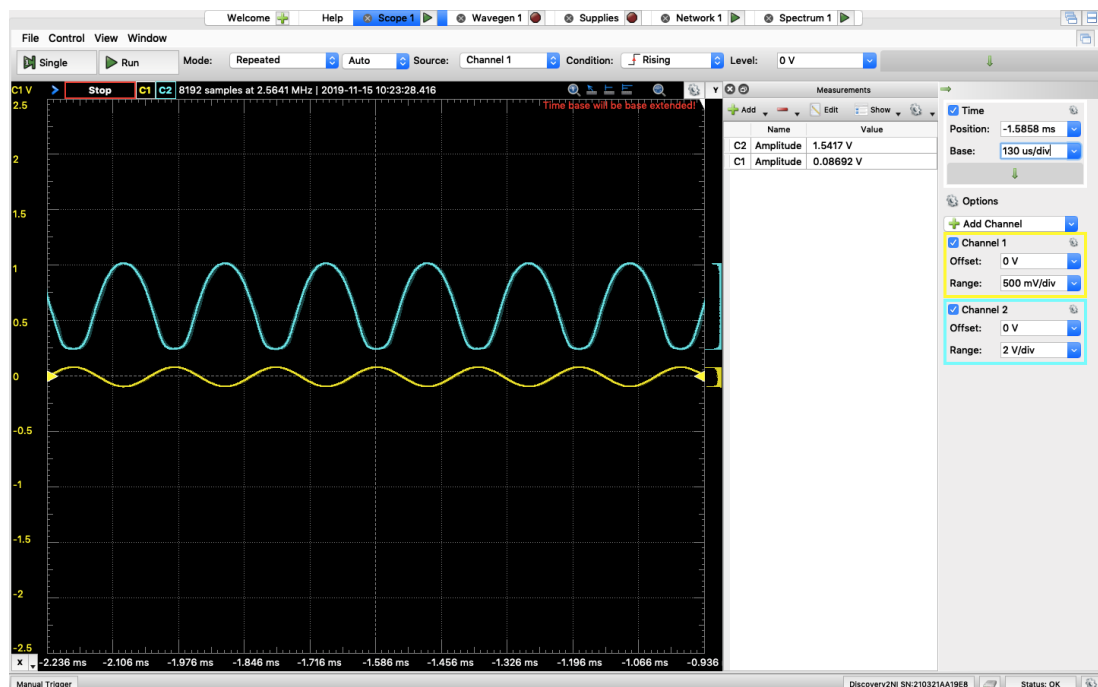 Welcome Help Scope 1 Wavegen 1 Supplies Network 1 Spectrum 1
File Control View Window
Single Run Mode: Repeated Auto Source: Channel 1 Condition: Rising Level: 0 V
C1 V Stop C1 C2 8192 samples at 2.5641 MHz | 2019-11-15 10:23:28.416 Y
Time base will be base extended!
2.5
2
1.5
1
0.5
0
-0.5
-1
-1.5
-2
-2.5
X -2.236 ms -2.106 ms -1.976 ms -1.846 ms -1.716 ms -1.586 ms -1.456 ms -1.326 ms -1.196 ms -1.066 ms -0.936
Measurements
Add Edit Show
Name Value
C2 Amplitude 1.5417 V
C1 Amplitude 0.08692 V
Time
Position: -1.5858 ms
Base: 130 us/div
Options
Add Channel
Channel 1
Offset: 0 V
Range: 500 mV/div
Channel 2
Offset: 0 V
Range: 2 V/div
Manual Trigger Discovery2NI SN:210321AA19E8 Status: OK